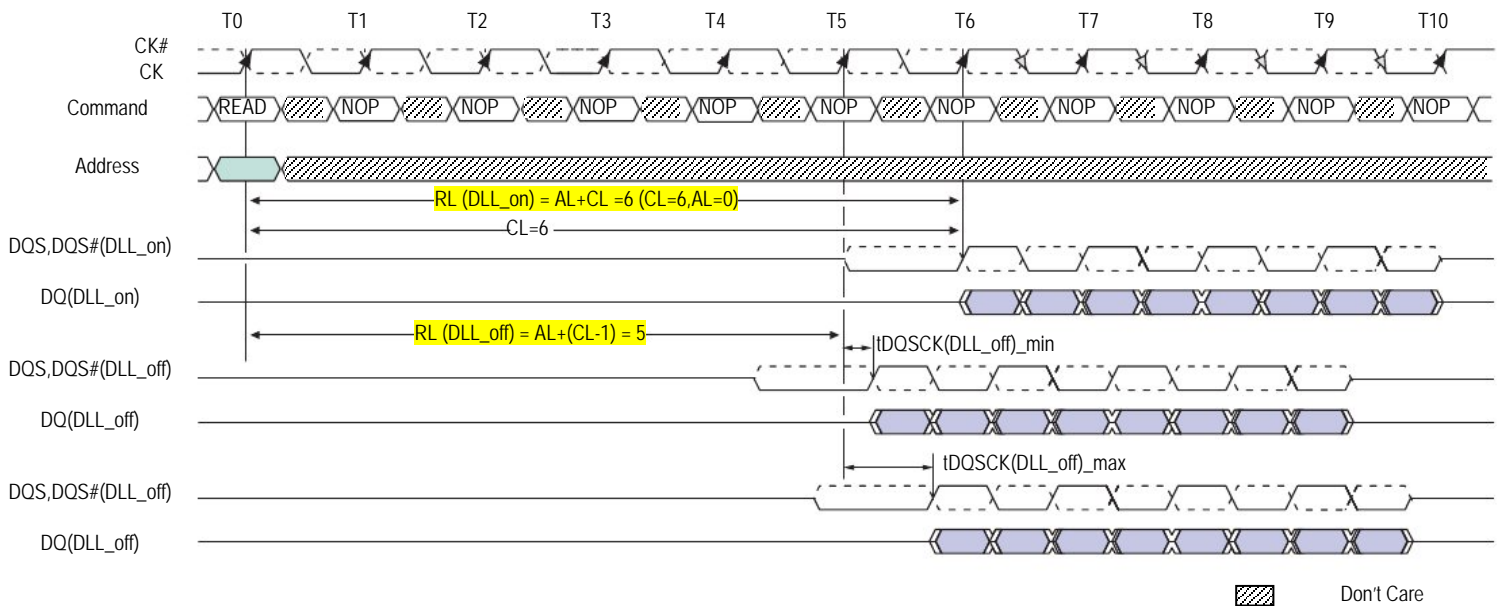 T0 T1 T2 T3 T4 T5 T6 T7 T8 T9 T10
CK#
CK
Command READ NOP NOP NOP NOP NOP NOP NOP NOP NOP NOP
Address
RL (DLL_on) = AL+CL =6 (CL=6,AL=0)
CL=6
DQS,DQS#(DLL_on)
DQ(DLL_on)
RL (DLL_off) = AL+(CL-1) = 5
tDQSCK(DLL_off)_min
DQS,DQS#(DLL_off)
DQ(DLL_off)
tDQSCK(DLL_off)_max
DQS,DQS#(DLL_off)
DQ(DLL_off)
Don't Care